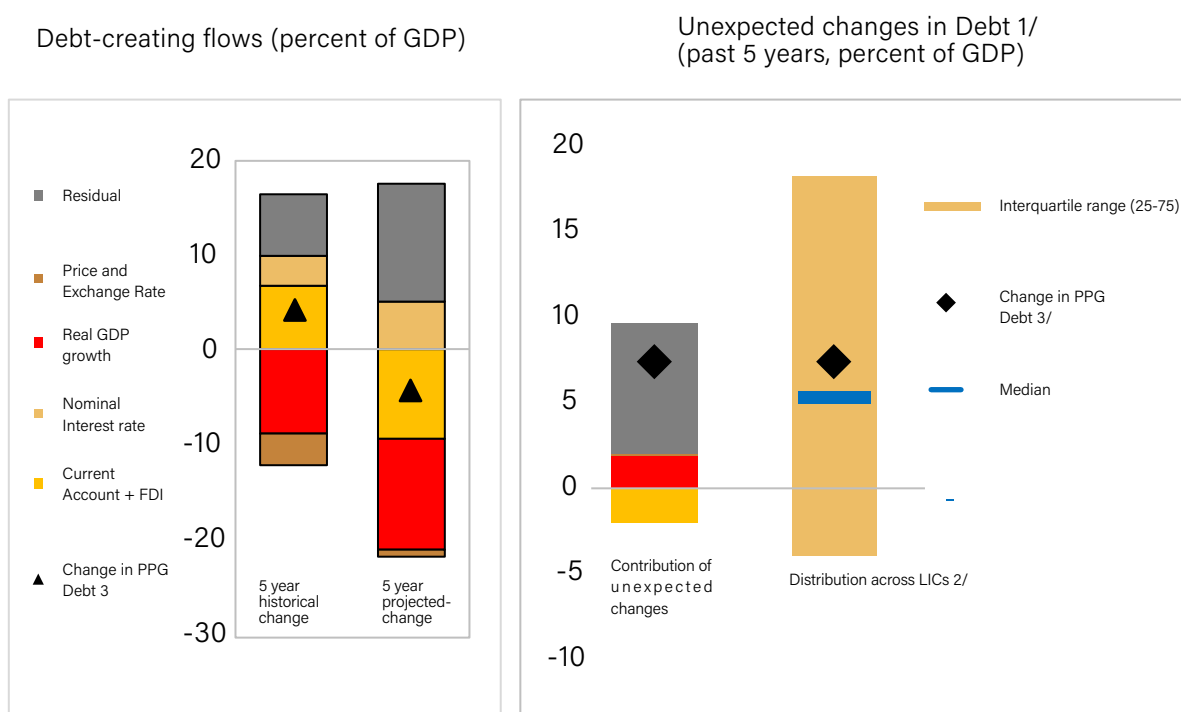 Debt-creating flows (percent of GDP)
Residual
Price and
Exchange Rate
Real GDP
growth
Nominal
Interest rate
Current
Account + FDI
Change in PPG
Debt 3
20
10
0
-10
-20
-30
5 year
historical
change
5 year
projected-
change
Unexpected changes in Debt 1/
(past 5 years, percent of GDP)
20
15
10
5
0
-5
-10
Contribution of
unexpected
changes
Distribution across LICs 2/
Interquartile range (25-75)
Change in PPG
Debt 3/
Median